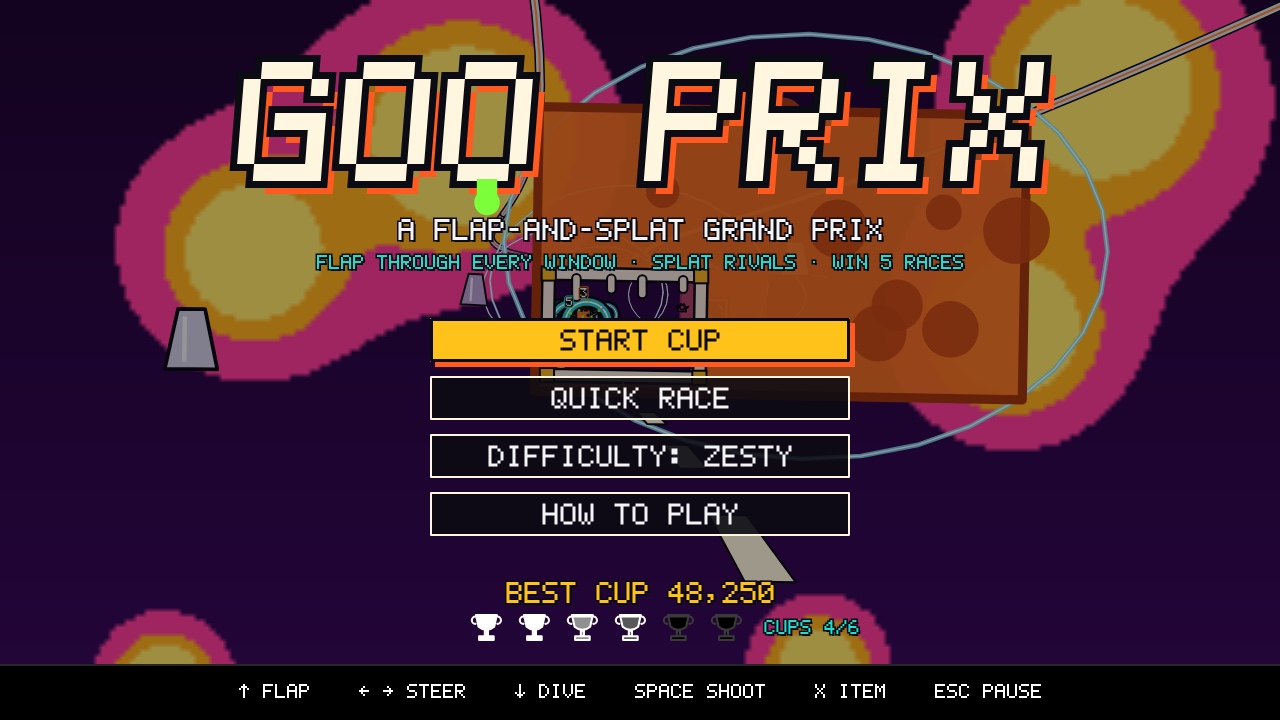 GOO PRIX
A FLAP-AND-SPLAT GRAND PRIX
FLAP THROUGH EVERY WINDOW · SPLAT RIVALS · WIN 5 RACES
5 3
START CUP
QUICK RACE
DIFFICULTY: ZESTY
HOW TO PLAY
BEST CUP 48,250
CUPS 4/6
↑ FLAP ← → STEER ↓ DIVE SPACE SHOOT X ITEM ESC PAUSE